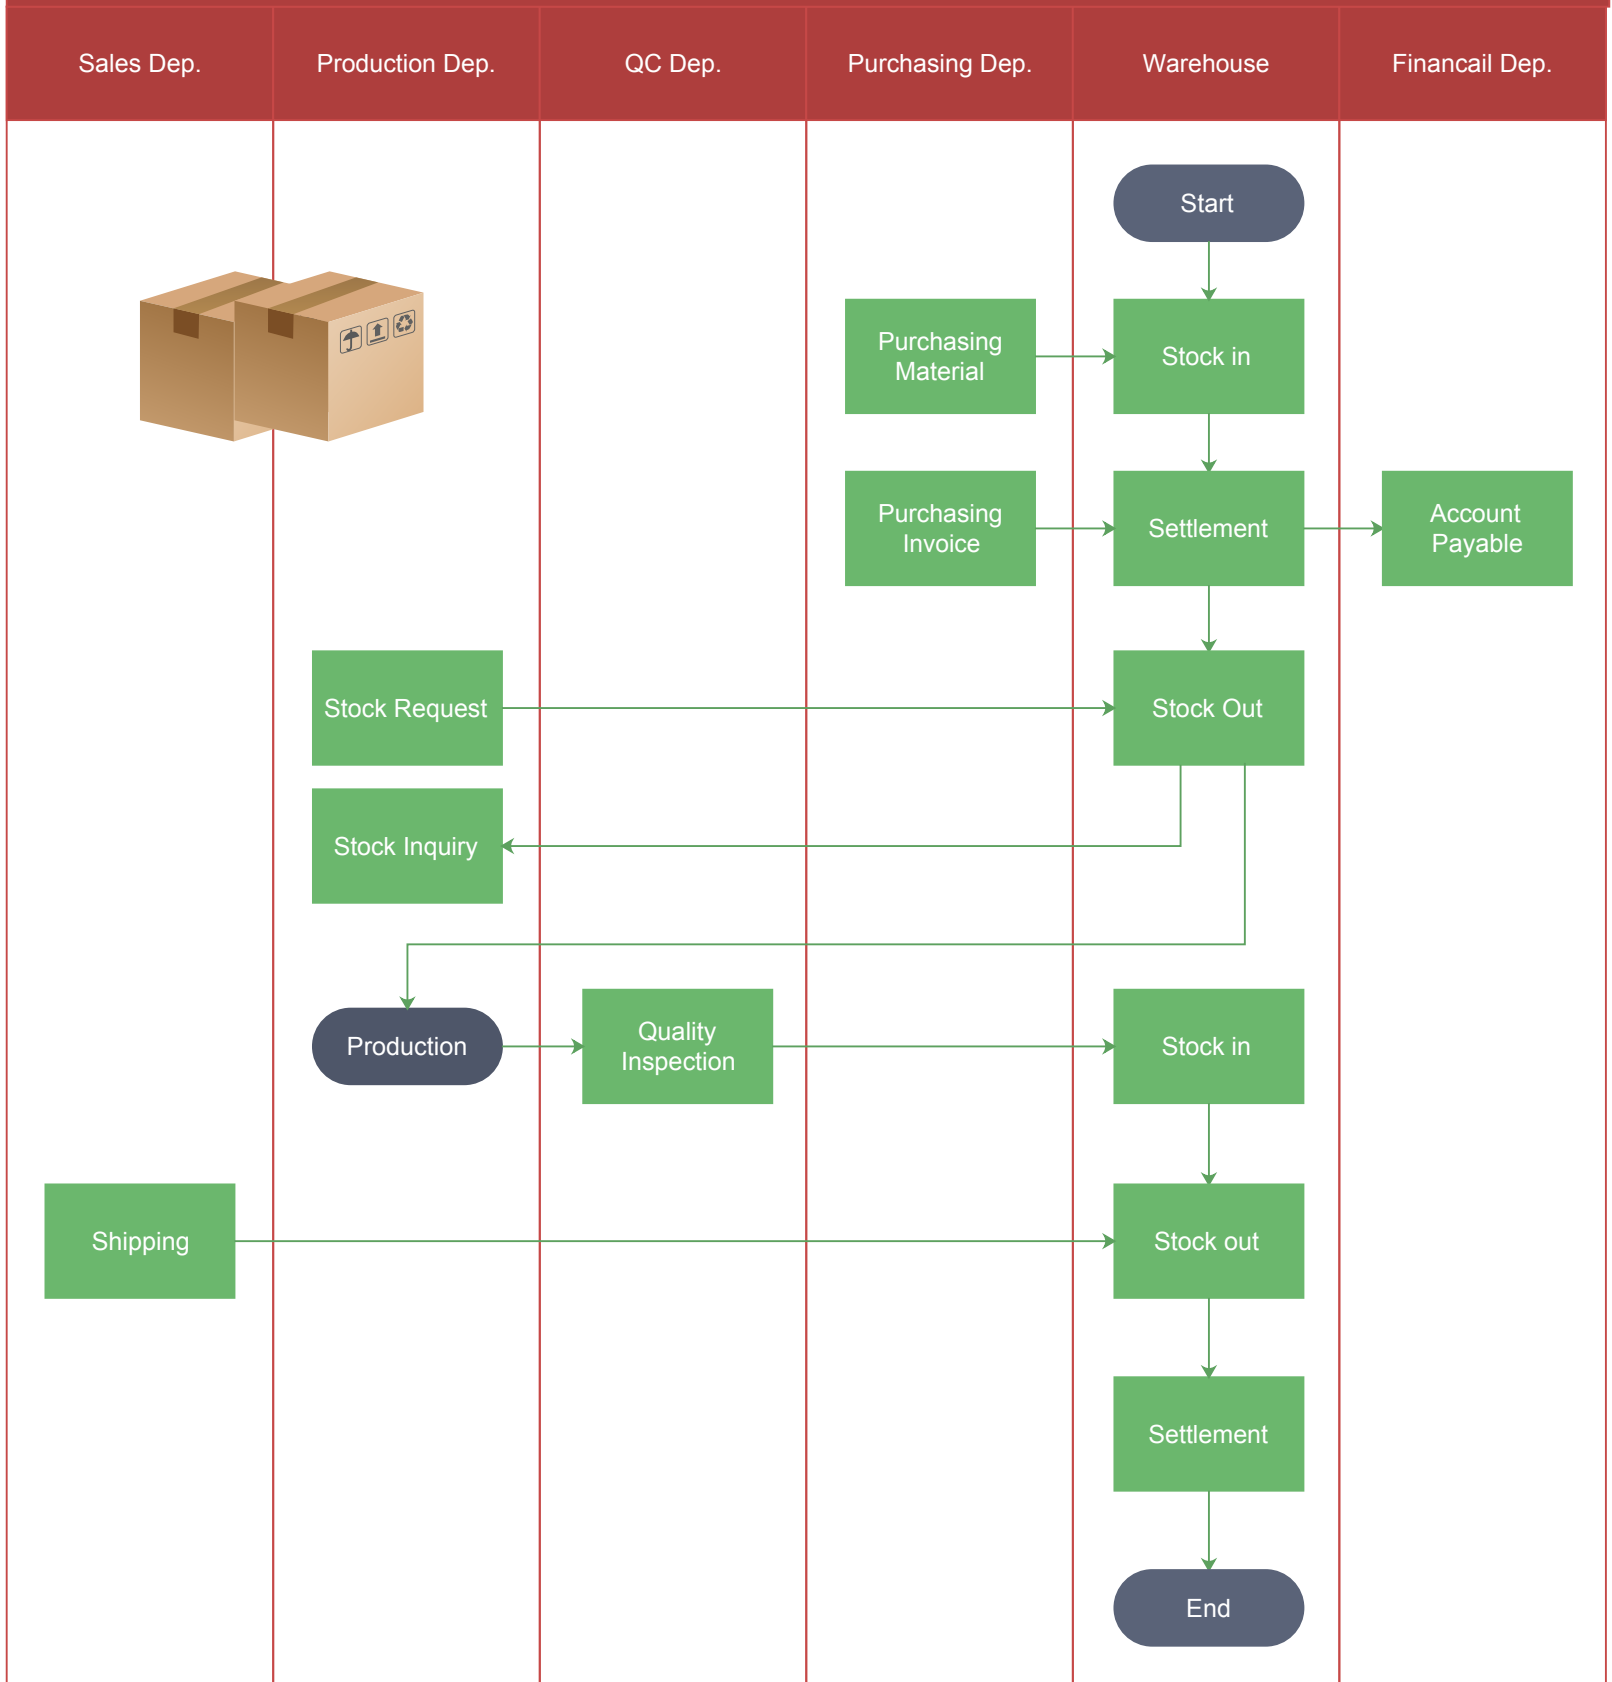 Sales Dep.
Production Dep.
QC Dep.
Purchasing Dep.
Warehouse
Financail Dep.
Start
Purchasing
Material
Stock in
Purchasing
Invoice
Settlement
Account
Payable
Stock Request
Stock Out
Stock Inquiry
Production
Quality
Inspection
Stock in
Shipping
Stock out
Settlement
End